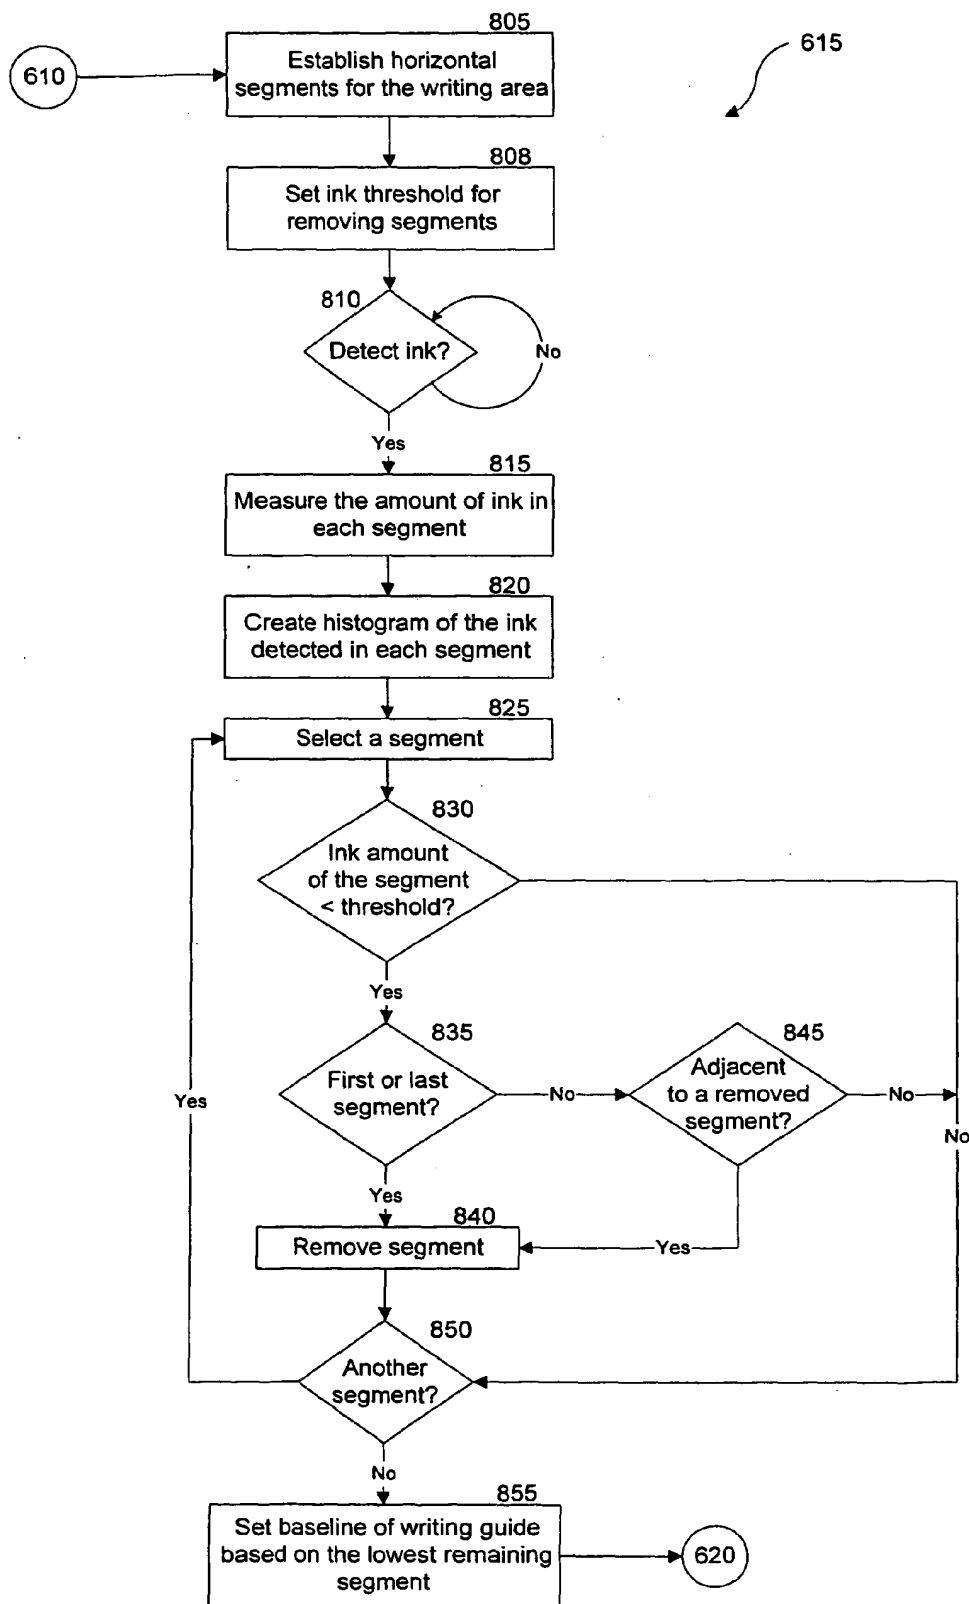 805
615
610
Establish horizontal
segments for the writing area
808
Set ink threshold for
removing segments
810
Detect ink?
No
Yes
815
Measure the amount of ink in
each segment
820
Create histogram of the ink
detected in each segment
825
Select a segment
830
Ink amount
of the segment
< threshold?
Yes
835
845
First or last
segment?
No
Adjacent
to a removed
segment?
No
Yes
No
Yes
840
Remove segment
Yes
850
Another
segment?
No
855
Set baseline of writing guide
based on the lowest remaining
segment
620